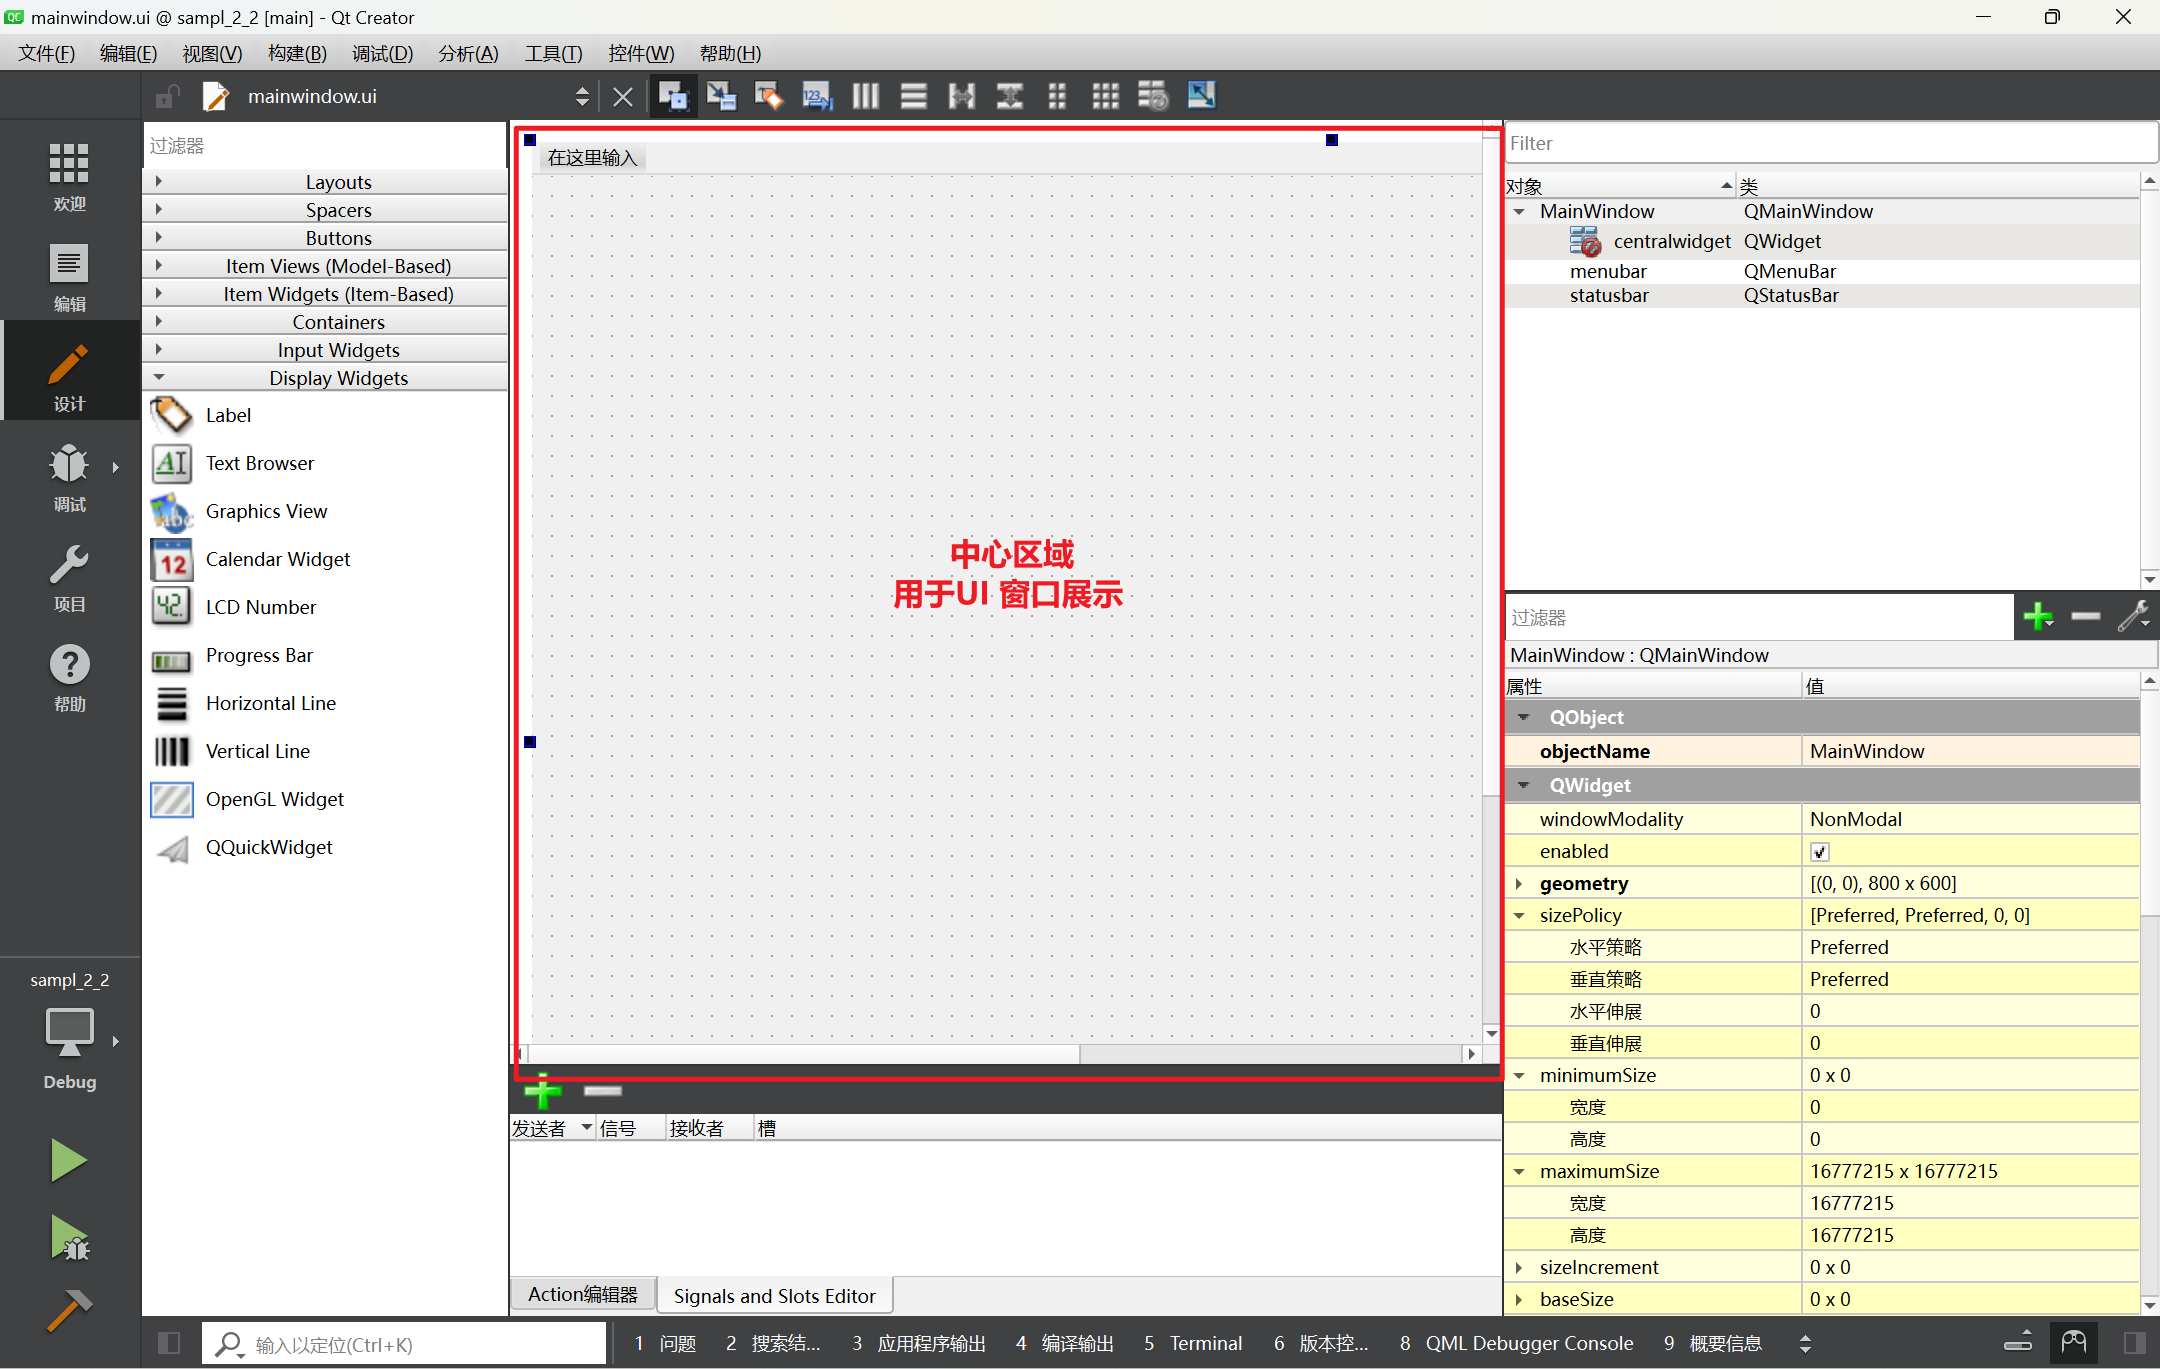 mainwindow.ui @ sampl_2_2 [main] - Qt Creator
文件(F) 编辑(E) 视图(V) 构建(B) 调试(D) 分析(A) 工具(T) 控件(W) 帮助(H)
mainwindow.ui
欢迎
编辑
设计
调试
项目
帮助
sampl_2_2
Debug
过滤器
Layouts
Spacers
Buttons
Item Views (Model-Based)
Item Widgets (Item-Based)
Containers
Input Widgets
Display Widgets
Label
Text Browser
Graphics View
Calendar Widget
LCD Number
Progress Bar
Horizontal Line
Vertical Line
OpenGL Widget
QQuickWidget
在这里输入
中心区域
用于UI 窗口展示
发送者 信号 接收者 槽
Action编辑器 Signals and Slots Editor
Filter
对象 类
MainWindow QMainWindow
centralwidget QWidget
menubar QMenuBar
statusbar QStatusBar
过滤器
MainWindow : QMainWindow
属性 值
QObject
objectName MainWindow
QWidget
windowModality NonModal
enabled
geometry [(0, 0), 800 x 600]
sizePolicy [Preferred, Preferred, 0, 0]
水平策略 Preferred
垂直策略 Preferred
水平伸展 0
垂直伸展 0
minimumSize 0 x 0
宽度 0
高度 0
maximumSize 16777215 x 16777215
宽度 16777215
高度 16777215
sizeIncrement 0 x 0
baseSize 0 x 0
输入以定位(Ctrl+K) 1 问题 2 搜索结... 3 应用程序输出 4 编译输出 5 Terminal 6 版本控... 8 QML Debugger Console 9 概要信息